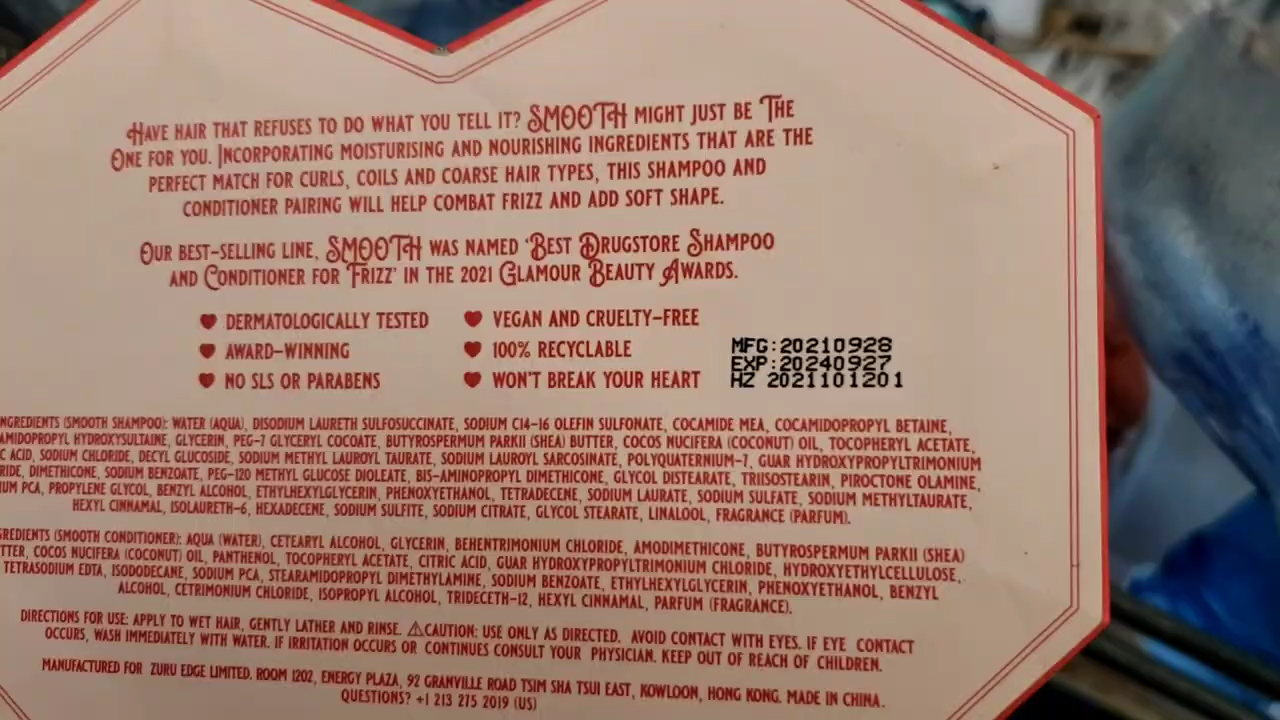 HAVE HAIR THAT REFUSES TO DO WHAT YOU TELL IT? SMOOTH MIGHT JUST BE THE
ONE FOR YOU. INCORPORATING MOISTURISING AND NOURISHING INGREDIENTS THAT ARE THE
PERFECT MATCH FOR CURLS, COILS AND COARSE HAIR TYPES, THIS SHAMPOO AND
CONDITIONER PAIRING WILL HELP COMBAT FRIZZ AND ADD SOFT SHAPE.
OUR BEST-SELLING LINE, SMOOTH WAS NAMED ‘BEST DRUGSTORE SHAMPOO
AND CONDITIONER FOR FRIZZ’ IN THE 2021 GLAMOUR BEAUTY AWARDS.
DERMATOLOGICALLY TESTED
AWARD-WINNING
NO SLS OR PARABENS
VEGAN AND CRUELTY-FREE
100% RECYCLABLE
WON'T BREAK YOUR HEART
MFG:20210928
EXP:20240927
HZ 2021101201
NGREDIENTS (SMOOTH SHAMPOO): WATER (AQUA), DISODIUM LAURETH SULFOSUCCINATE, SODIUM C14-16 OLEFIN SULFONATE, COCAMIDE MEA, COCAMIDOPROPYL BETAINE,
AMIDOPROPYL HYDROXYSULTAINE, GLYCERIN, PEG-7 GLYCERYL COCOATE, BUTYROSPERMUM PARKII (SHEA) BUTTER, COCOS NUCIFERA (COCONUT) OIL, TOCOPHERYL ACETATE,
C ACID, SODIUM CHLORIDE, DECYL GLUCOSIDE, SODIUM METHYL LAUROYL TAURATE, SODIUM LAUROYL SARCOSINATE, POLYQUATERNIUM-7, GUAR HYDROXYPROPYLTRIMONIUM
RIDE, DIMETHICONE, SODIUM BENZOATE, PEG-120 METHYL GLUCOSE DIOLEATE, BIS-AMINOPROPYL DIMETHICONE, GLYCOL DISTEARATE, TRIISOSTEARIN, PIROCTONE OLAMINE,
UM PCA, PROPYLENE GLYCOL, BENZYL ALCOHOL, ETHYLHEXYLGLYCERIN, PHENOXYETHANOL, TETRADECENE, SODIUM LAURATE, SODIUM SULFATE, SODIUM METHYLTAURATE,
HEXYL CINNAMAL, ISOLAURETH-6, HEXADECENE, SODIUM SULFITE, SODIUM CITRATE, GLYCOL STEARATE, LINALOOL, FRAGRANCE (PARFUM).
REDIENTS (SMOOTH CONDITIONER): AQUA (WATER), CETEARYL ALCOHOL, GLYCERIN, BEHENTRIMONIUM CHLORIDE, AMODIMETHICONE, BUTYROSPERMUM PARKII (SHEA)
TTER, COCOS NUCIFERA (COCONUT) OIL, PANTHENOL, TOCOPHERYL ACETATE, CITRIC ACID, GUAR HYDROXYPROPYLTRIMONIUM CHLORIDE, HYDROXYETHYLCELLULOSE,
TETRASODIUM EDTA, ISODODECANE, SODIUM PCA, STEARAMIDOPROPYL DIMETHYLAMINE, SODIUM BENZOATE, ETHYLHEXYLGLYCERIN, PHENOXYETHANOL, BENZYL
ALCOHOL, CETRIMONIUM CHLORIDE, ISOPROPYL ALCOHOL, TRIDECETH-12, HEXYL CINNAMAL, PARFUM (FRAGRANCE).
DIRECTIONS FOR USE: APPLY TO WET HAIR, GENTLY LATHER AND RINSE. ⚠CAUTION: USE ONLY AS DIRECTED. AVOID CONTACT WITH EYES. IF EYE CONTACT
OCCURS, WASH IMMEDIATELY WITH WATER. IF IRRITATION OCCURS OR CONTINUES CONSULT YOUR PHYSICIAN. KEEP OUT OF REACH OF CHILDREN.
MANUFACTURED FOR ZURU EDGE LIMITED. ROOM 1202, ENERGY PLAZA, 92 GRANVILLE ROAD TSIM SHA TSUI EAST, KOWLOON, HONG KONG. MADE IN CHINA.
QUESTIONS? +1 213 275 2019 (US)